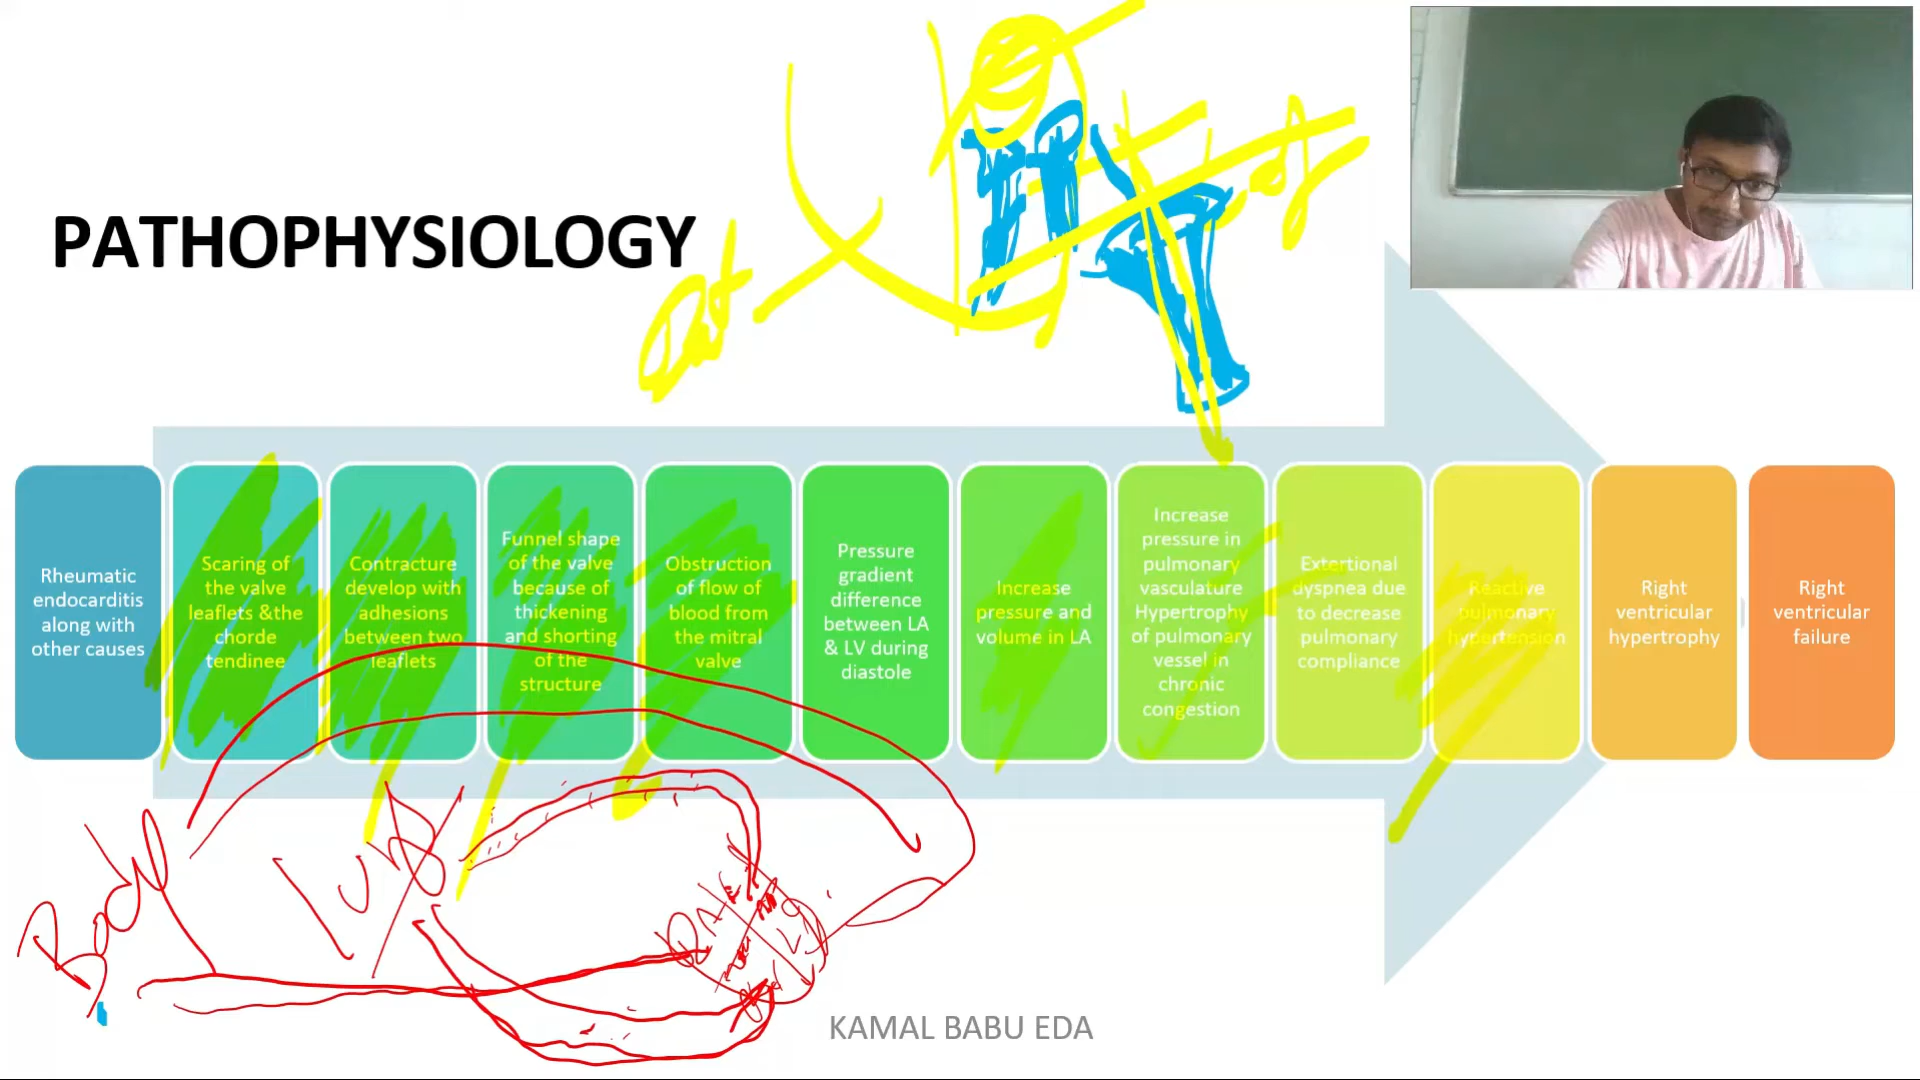 PATHOPHYSIOLOGY
Rheumatic
endocarditis
along with
other causes
Scaring of
the valve
leaflets &the
chorde
tendinee
Contracture
develop with
adhesions
between two
leaflets
Funnel shape
of the valve
because of
thickening
and shorting
of the
structure
Obstruction
of flow of
blood from
the mitral
valve
Pressure
gradient
difference
between LA
& LV during
diastole
Increase
pressure and
volume in LA
Increase
pressure in
pulmonary
vasculature
Hypertrophy
of pulmonary
vessel in
chronic
congestion
Extertional
dyspnea due
to decrease
pulmonary
compliance
Reactive
pulmonary
hypertension
Right
ventricular
hypertrophy
Right
ventricular
failure
Body
RA
KAMAL BABU EDA